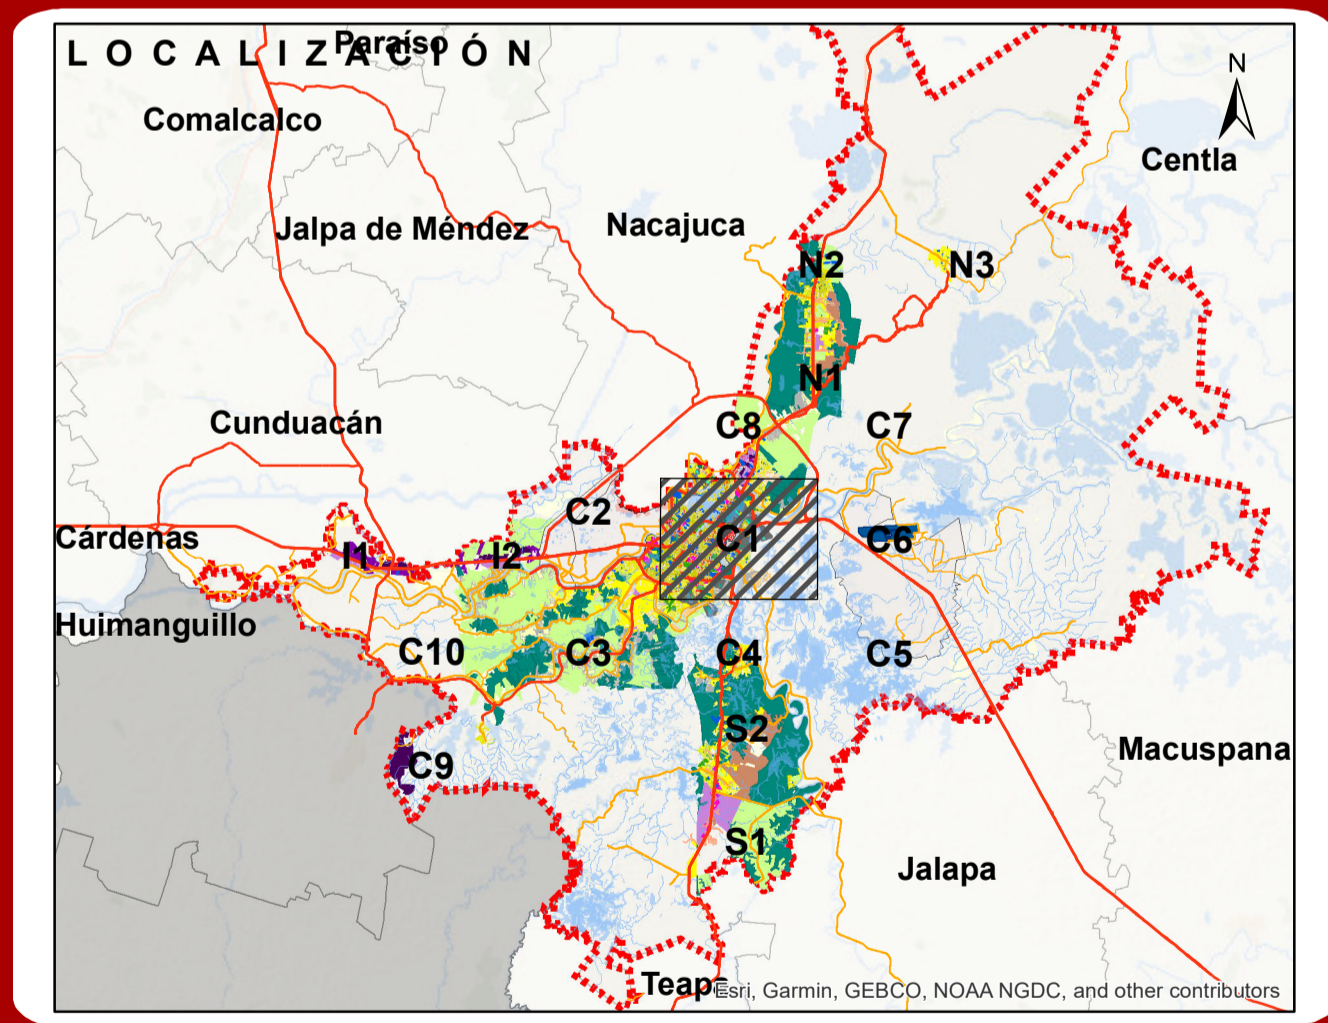 LOCALIZACIÓN
Paraíso
N
Comalcalco
Centla
Jalpa de Méndez
Nacajuca
N2
N3
N1
Cunduacán
C8
C7
C2
Cárdenas
I1
I2
C1
C6
Huimanguillo
C10
C3
C4
C5
S2
Macuspana
C9
S1
Jalapa
Teapa
Esri, Garmin, GEBCO, NOAA NGDC, and other contributors